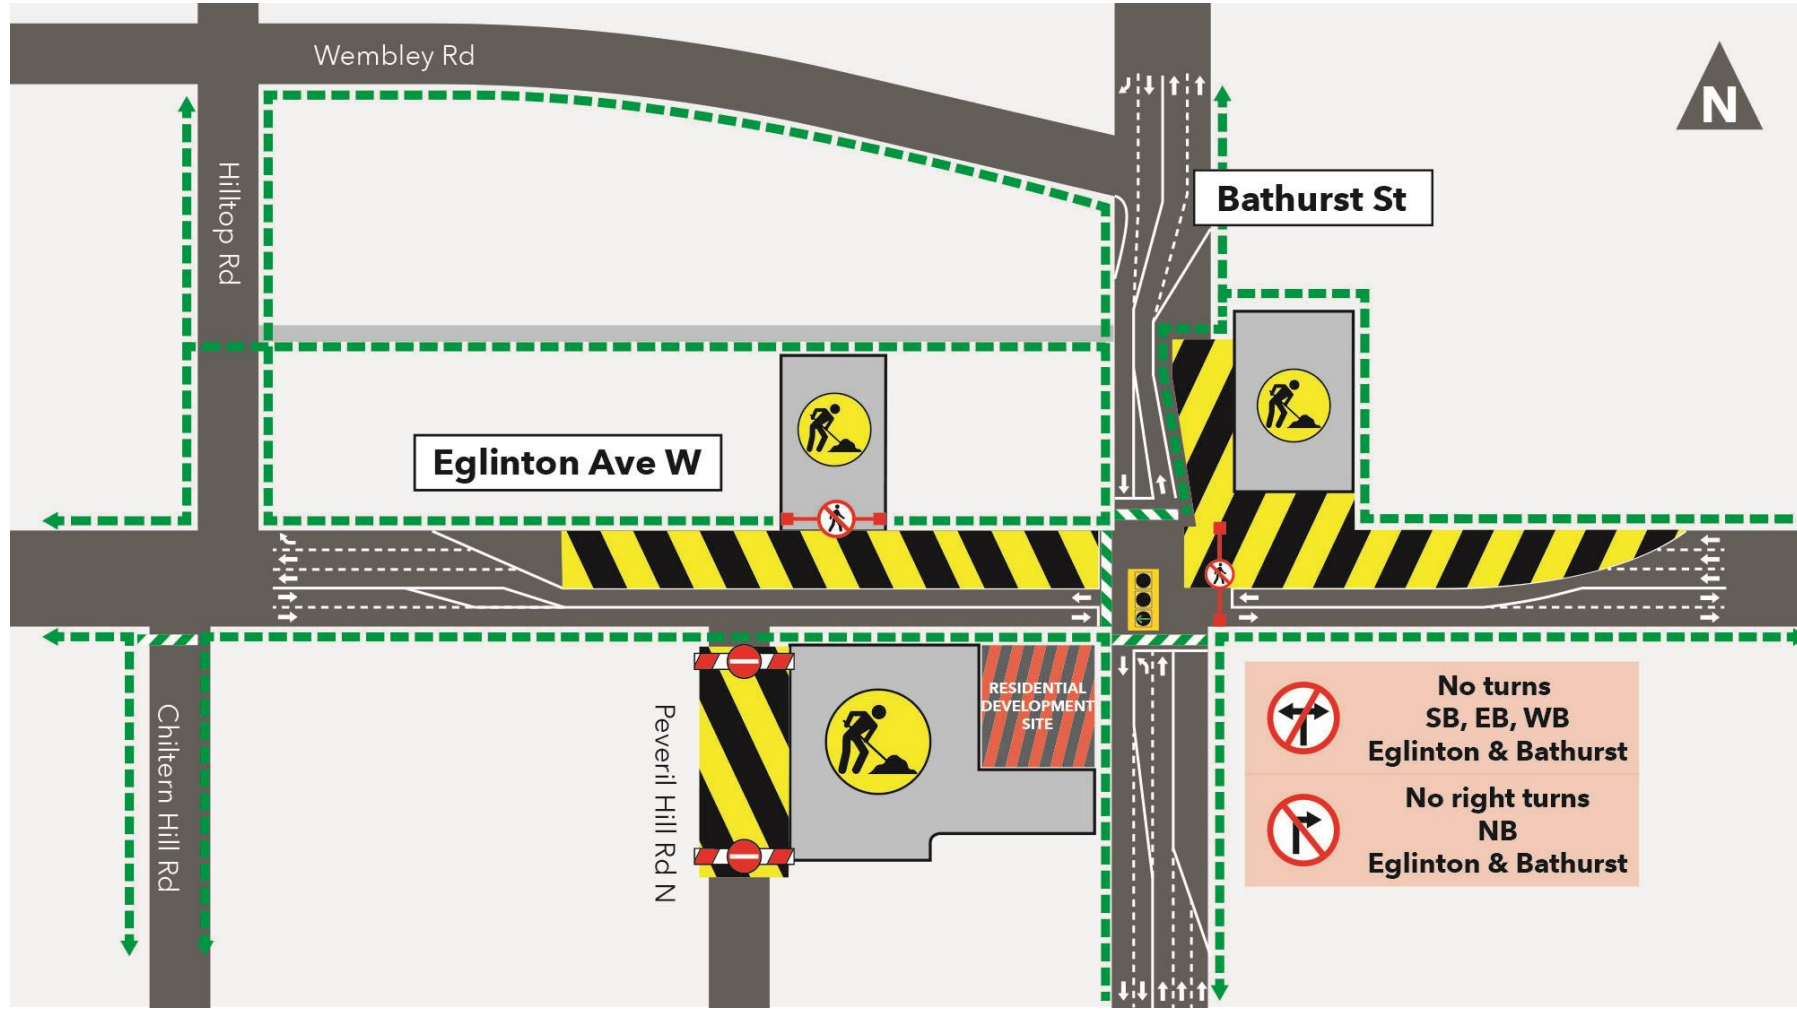 Wembley Rd
N
Hilltop Rd
Bathurst St
Eglinton Ave W
RESIDENTIAL
DEVELOPMENT
SITE
Chiltern Hill Rd
Peveril Hill Rd N
No turns
SB, EB, WB
Eglinton & Bathurst
No right turns
NB
Eglinton & Bathurst